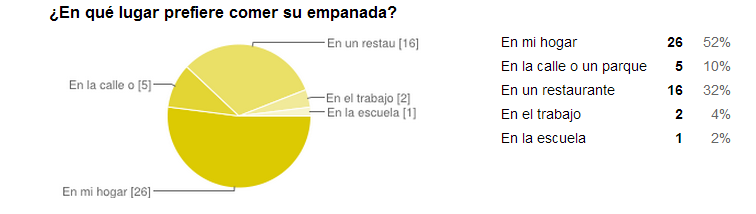 ¿En qué lugar prefiere comer su empanada?
En un restau [16]
En la calle o [5]
En el trabajo [2]
En la escuela [1]
En mi hogar [26]
En mi hogar 26 52%
En la calle o un parque 5 10%
En un restaurante 16 32%
En el trabajo 2 4%
En la escuela 1 2%